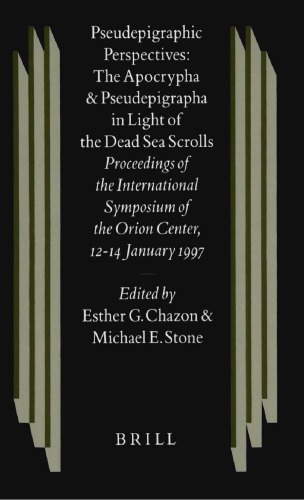 Pseudepigraphic
Perspectives:
The Apocrypha
& Pseudepigrapha
in Light of
the Dead Sea Scrolls
Proceedings of
the International
Symposium of
the Orion Center,
12-14 January 1997
Edited by
Esther G. Chazon &
Michael E. Stone
BRILL